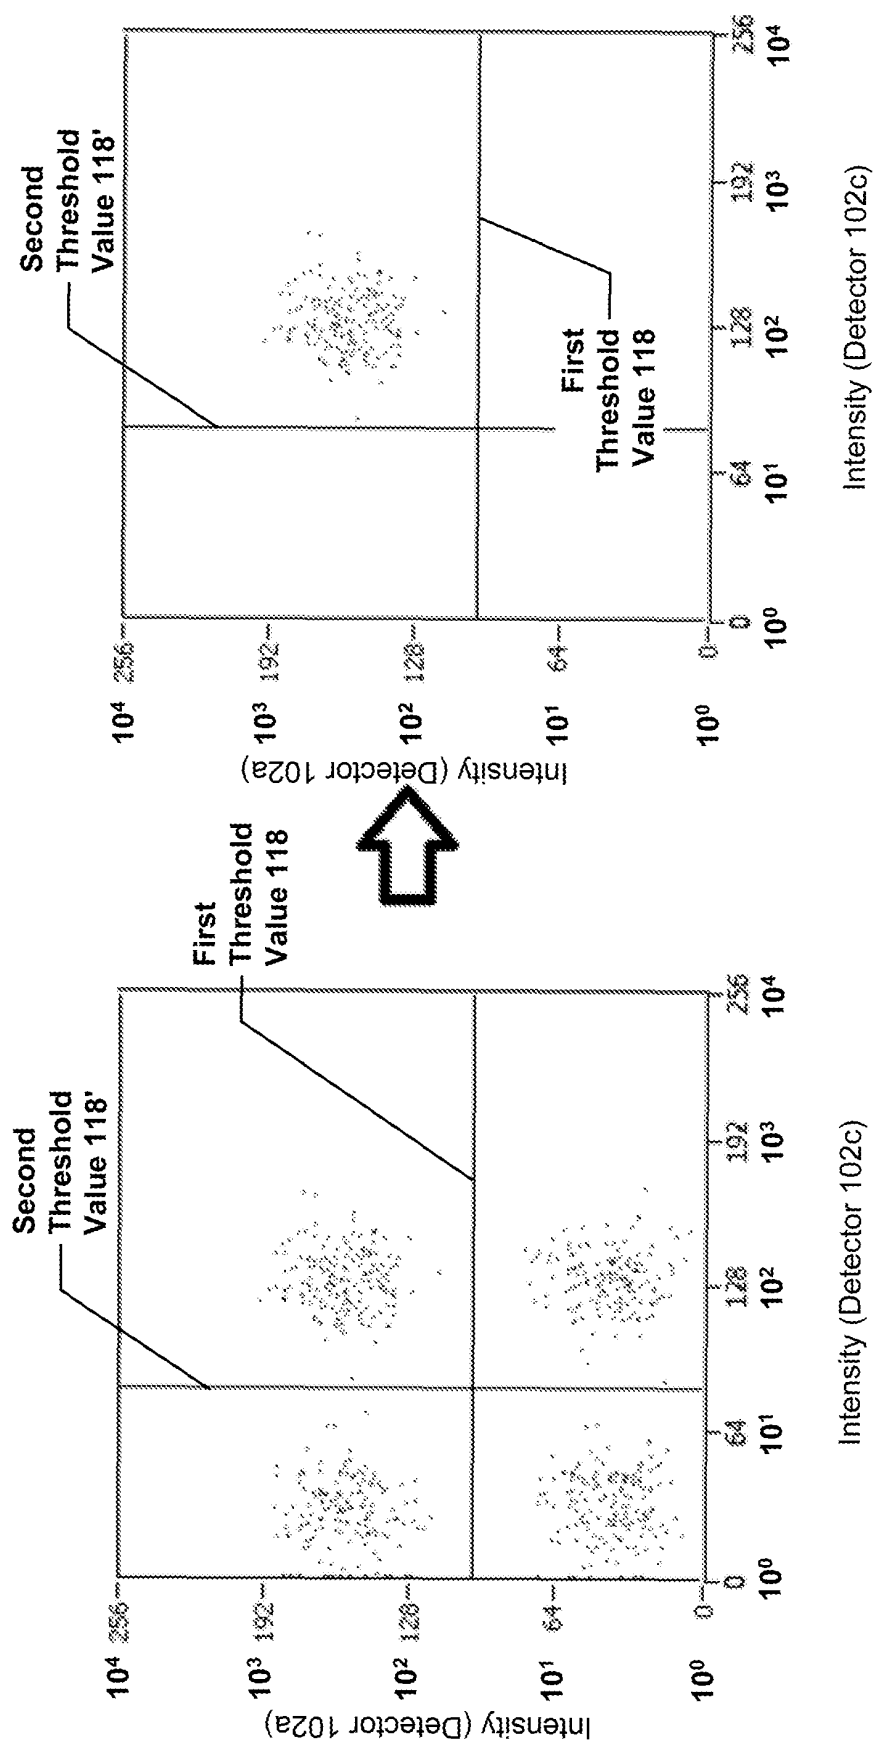 Second
Threshold
Value 118'
First
Threshold
Value 118
10⁴ 256
10³ 192
10² 128
10¹ 64
10⁰ 0
Intensity (Detector 102a)
0 64 128 192 256
10⁰ 10¹ 10² 10³ 10⁴
Intensity (Detector 102c)
Second
Threshold
Value 118'
First
Threshold
Value 118
10⁴ 256
10³ 192
10² 128
10¹ 64
10⁰ 0
Intensity (Detector 102a)
0 64 128 192 256
10⁰ 10¹ 10² 10³ 10⁴
Intensity (Detector 102c)